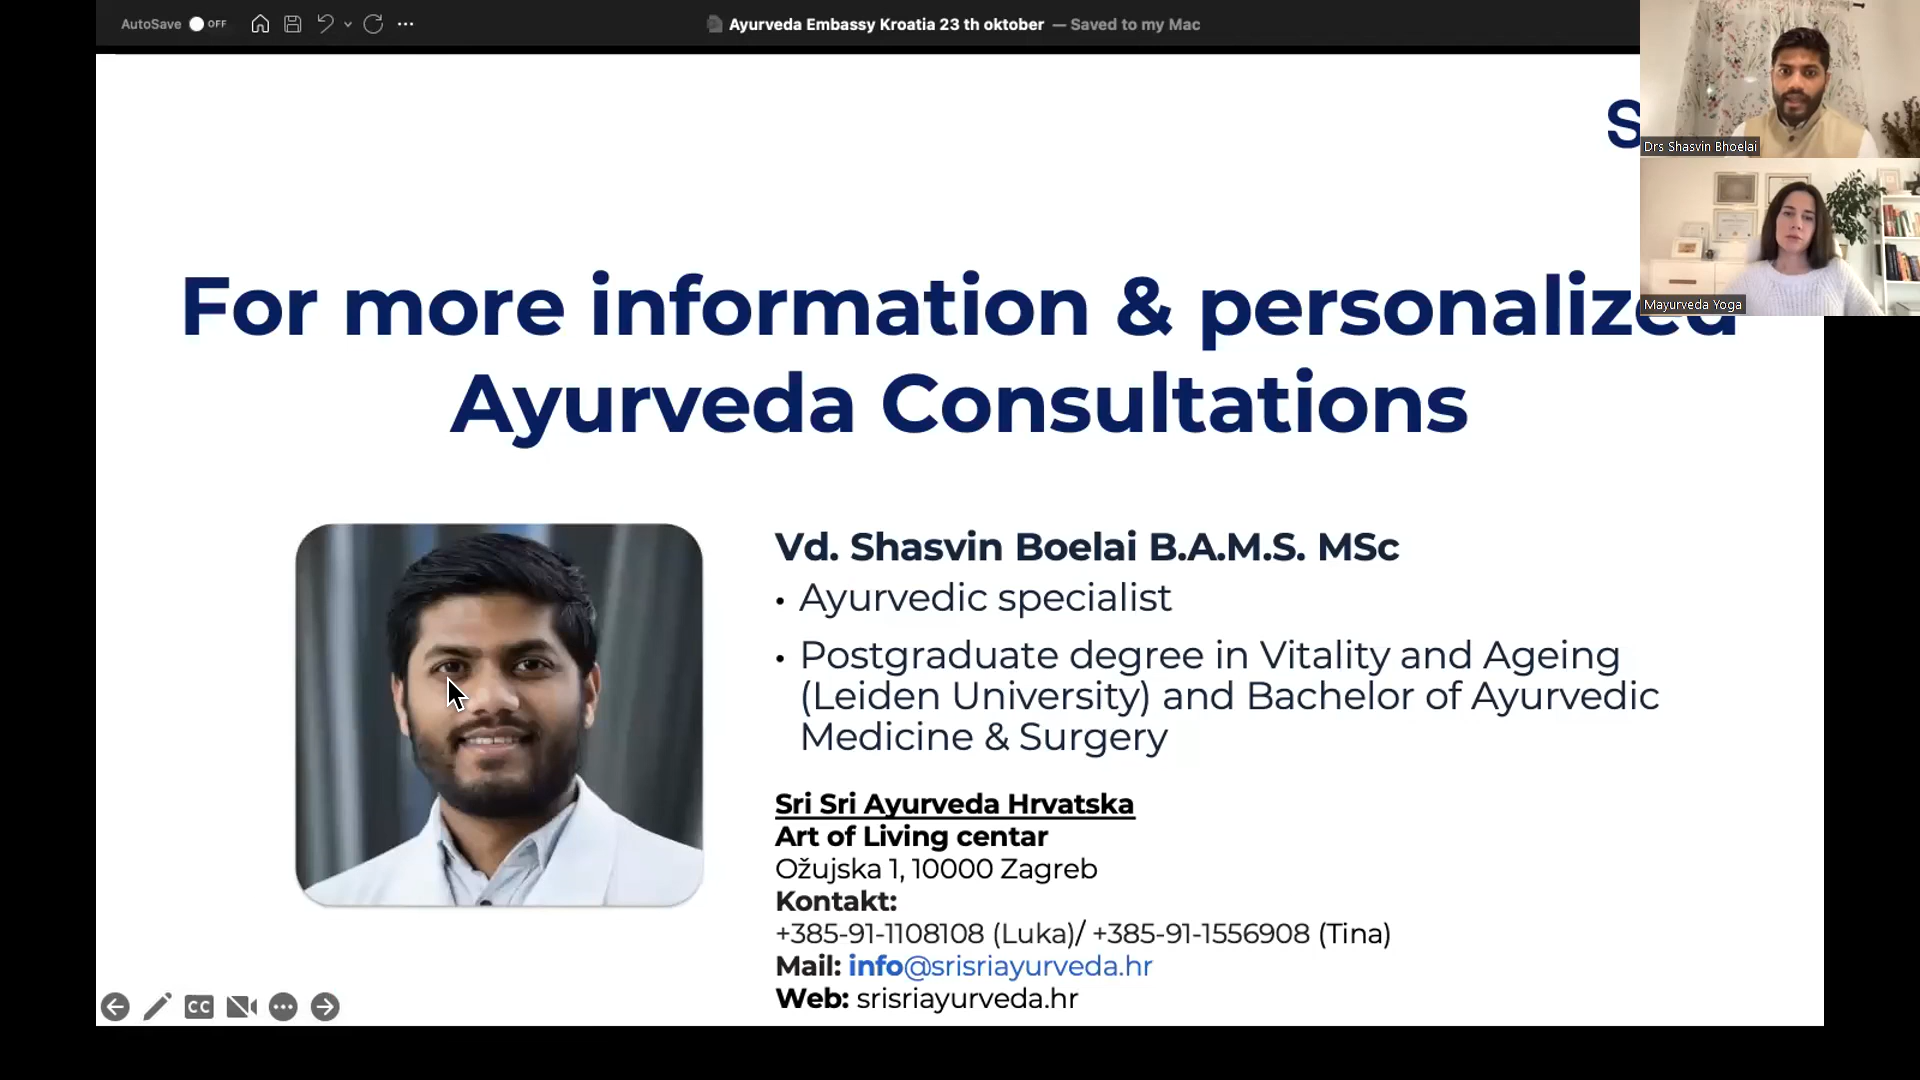 AutoSave OFF
Ayurveda Embassy Kroatia 23 th oktober — Saved to my Mac
S
Drs Shasvin Bhoelai
Mayurveda Yoga
For more information & personalized
Ayurveda Consultations
Vd. Shasvin Boelai B.A.M.S. MSc
• Ayurvedic specialist
• Postgraduate degree in Vitality and Ageing
(Leiden University) and Bachelor of Ayurvedic
Medicine & Surgery
Sri Sri Ayurveda Hrvatska
Art of Living centar
Ožujska 1, 10000 Zagreb
Kontakt:
+385-91-1108108 (Luka)/ +385-91-1556908 (Tina)
Mail: info@srisriayurveda.hr
Web: srisriayurveda.hr
CC